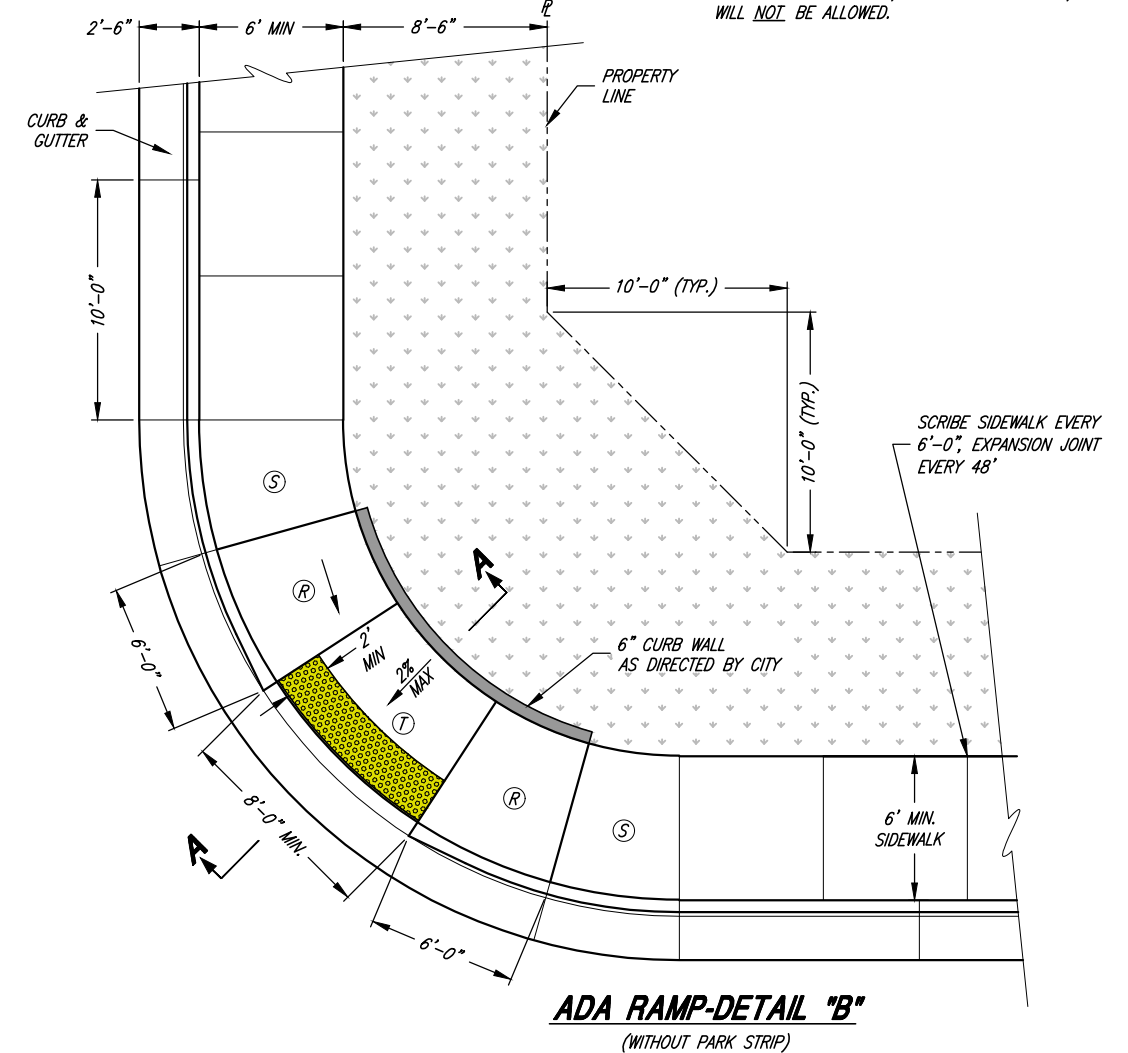 WILL NOT BE ALLOWED.
2'-6"
6' MIN
8'-6"
PL
PROPERTY
LINE
CURB &
GUTTER
10'-0"
10'-0" (TYP.)
10'-0" (TYP.)
SCRIBE SIDEWALK EVERY
6'-0", EXPANSION JOINT
EVERY 48'
S
R
A
6'-0"
2'
MIN
2%
MAX
T
6" CURB WALL
AS DIRECTED BY CITY
R
S
6' MIN.
SIDEWALK
8'-0" MIN.
A
6'-0"
ADA RAMP-DETAIL "B"
(WITHOUT PARK STRIP)